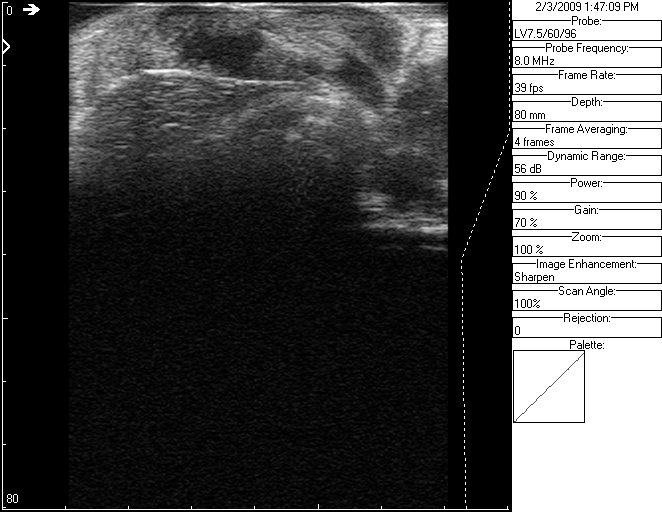 0
80
2/3/2009 1:47:09 PM
Probe:
LV7.5/60/96
Probe Frequency:
8.0 MHz
Frame Rate:
39 fps
Depth:
80 mm
Frame Averaging:
4 frames
Dynamic Range:
56 dB
Power:
90 %
Gain:
70 %
Zoom:
100 %
Image Enhancement:
Sharpen
Scan Angle:
100%
Rejection:
0
Palette: